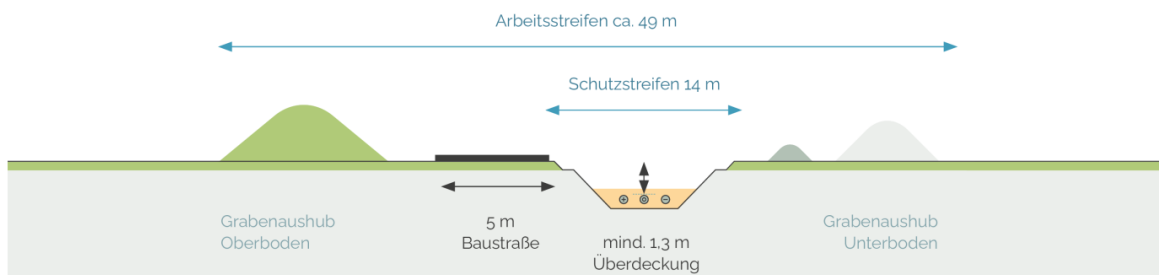 Arbeitsstreifen ca. 49 m
Schutzstreifen 14 m
Grabenaushub
Oberboden
5 m
Baustraße
mind. 1,3 m
Überdeckung
Grabenaushub
Unterboden